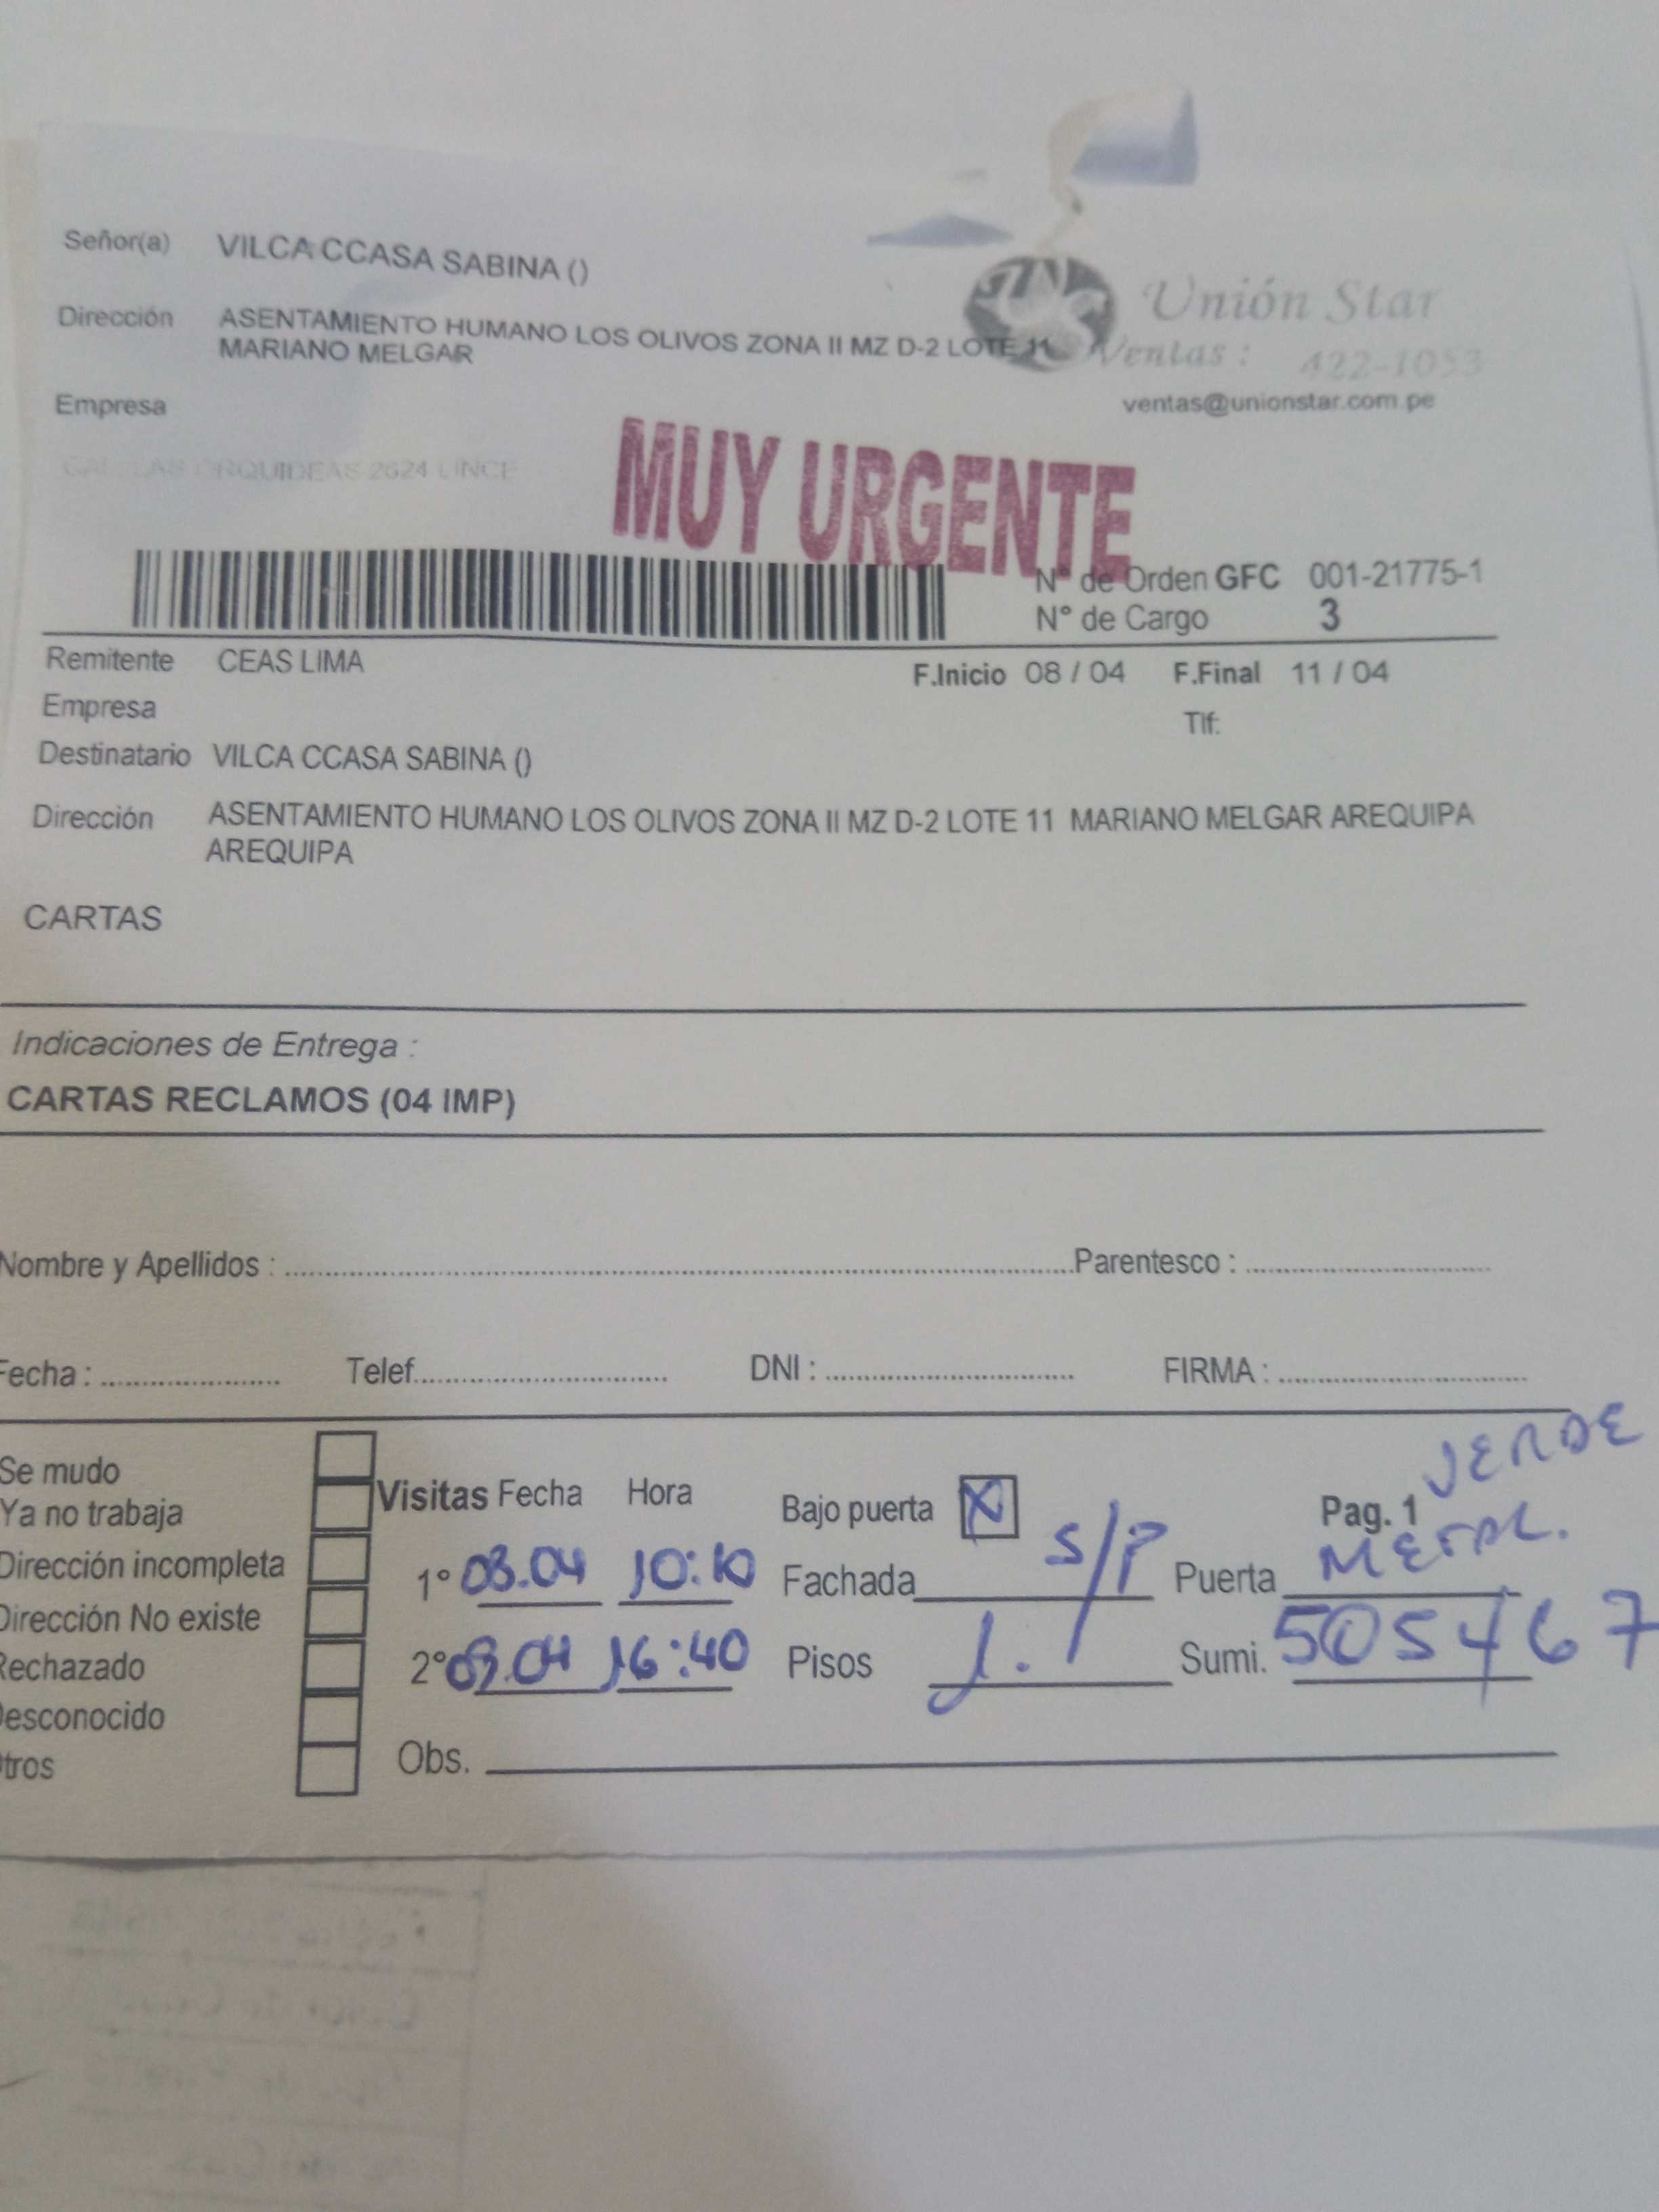 Señor(a) VILCA CCASA SABINA ()
Unión Star
Dirección ASENTAMIENTO HUMANO LOS OLIVOS ZONA II MZ D-2 LOTE 11
MARIANO MELGAR
Ventas : 422-1053
Empresa
ventas@unionstar.com.pe
ORQUIDEAS 2624 LINCE
MUY URGENTE
N° de Orden GFC 001-21775-1
N° de Cargo 3
Remitente CEAS LIMA
F.Inicio 08 / 04 F.Final 11 / 04
Empresa
Tlf:
Destinatario VILCA CCASA SABINA ()
Dirección ASENTAMIENTO HUMANO LOS OLIVOS ZONA II MZ D-2 LOTE 11 MARIANO MELGAR AREQUIPA
AREQUIPA
CARTAS
Indicaciones de Entrega :
CARTAS RECLAMOS (04 IMP)
Nombre y Apellidos : Parentesco :
Fecha : Telef. DNI : FIRMA :
VERDE
Se mudo
Visitas Fecha Hora Bajo puerta X Pag. 1
Ya no trabaja
METAL.
Dirección incompleta 1° 10:10 Fachada S/P Puerta
Dirección No existe
Rechazado 2° 09.04 16:40 Pisos 1. Sumi. 505467
Desconocido
Otros Obs.